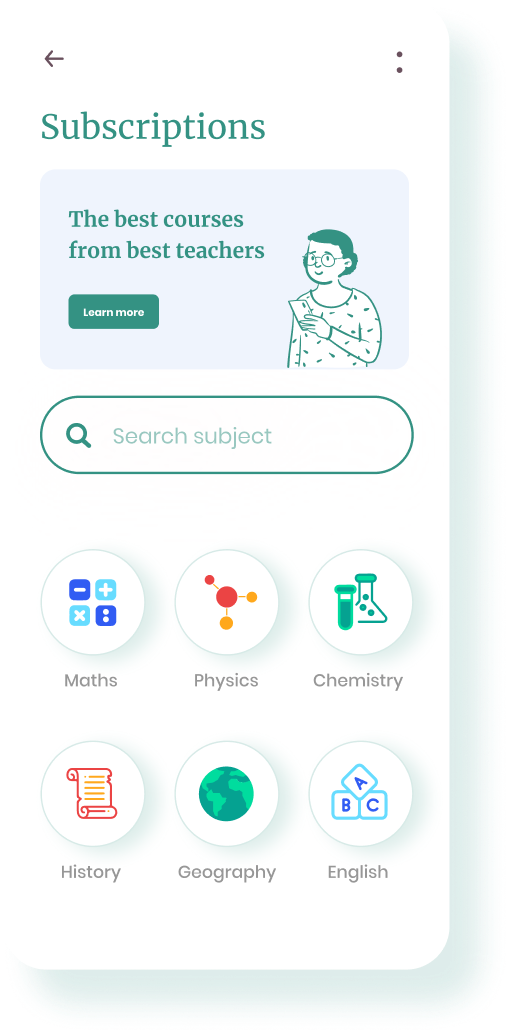 Subscriptions
The best courses
from best teachers
Learn more
Search subject
Maths
Physics
Chemistry
History
Geography
English
A
B
C